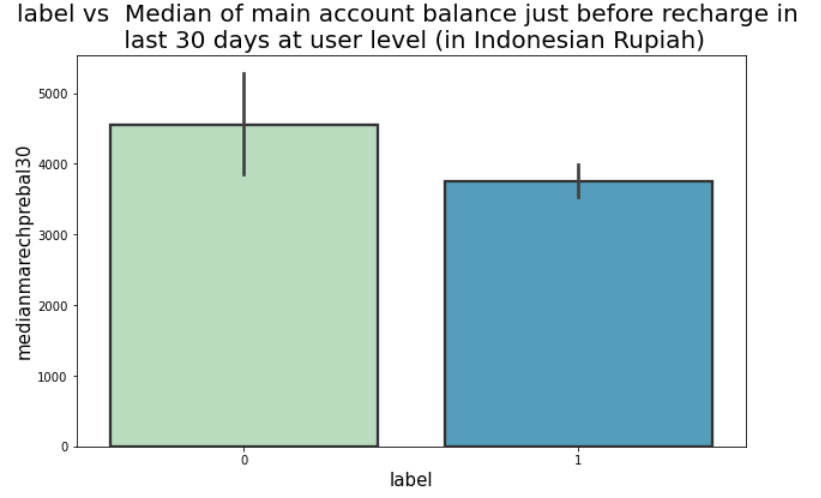 label vs  Median of main account balance just before recharge in
last 30 days at user level (in Indonesian Rupiah)
medianmarechprebal30
5000
4000
3000
2000
1000
0
0 1
label